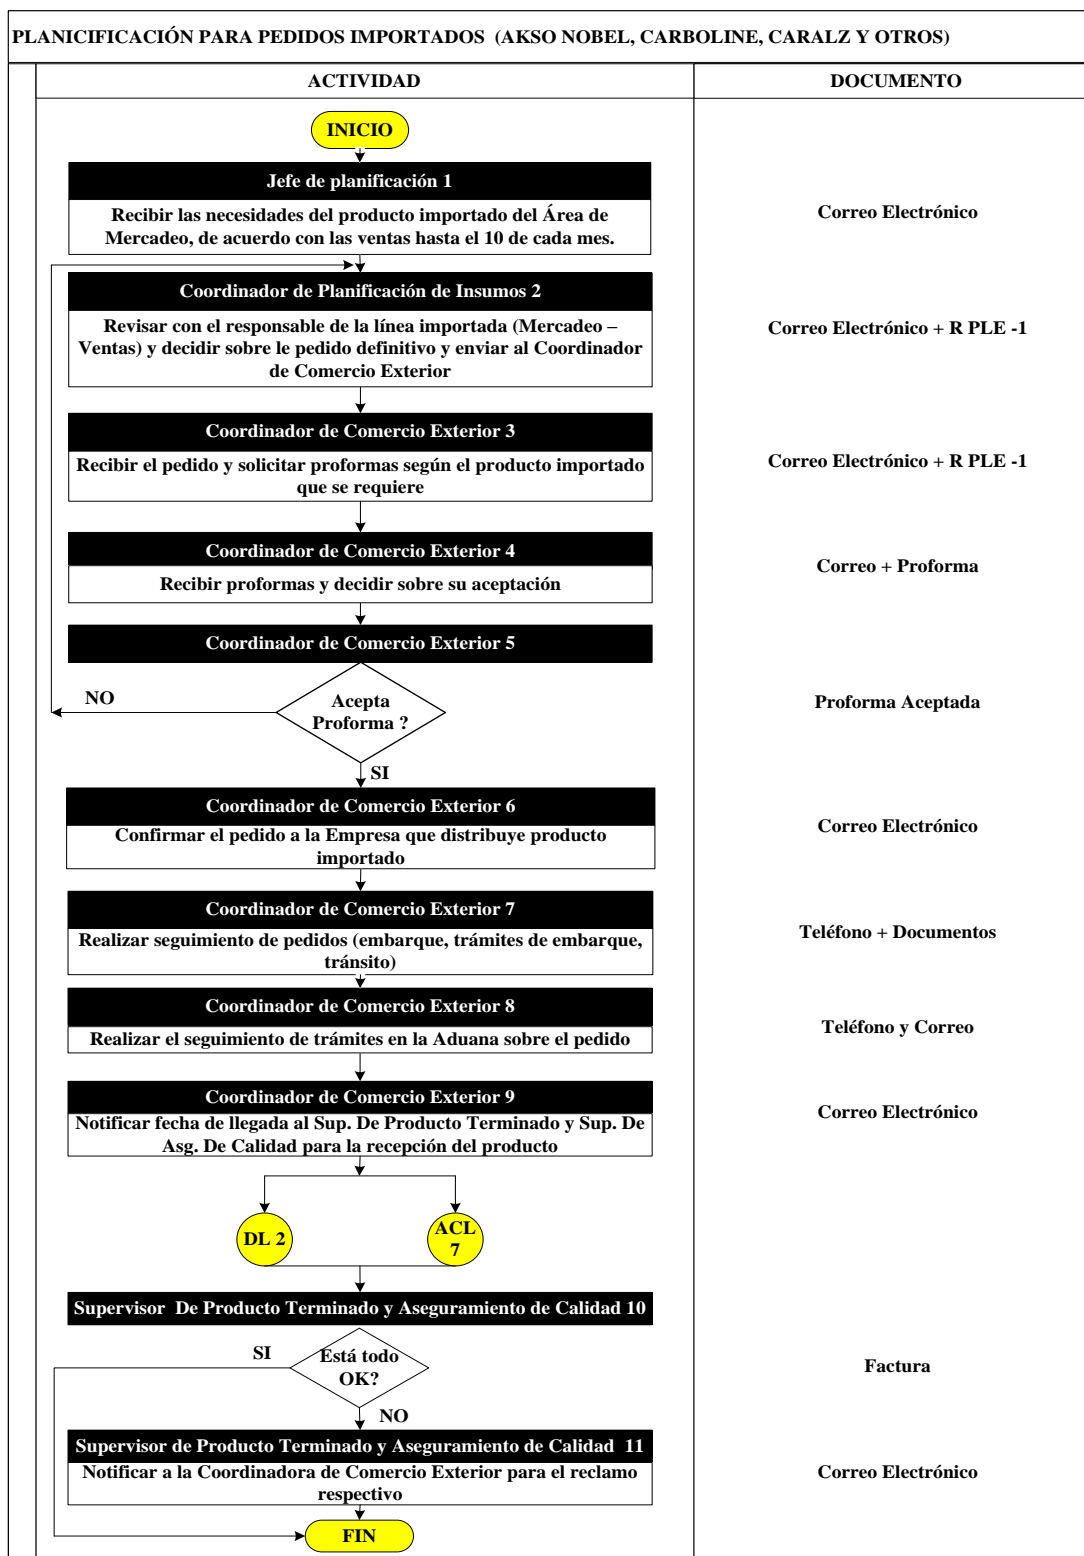 PLANICIFICACIÓN PARA PEDIDOS IMPORTADOS (AKSO NOBEL, CARBOLINE, CARALZ Y OTROS)
ACTIVIDAD
DOCUMENTO
INICIO
Jefe de planificación 1
Recibir las necesidades del producto importado del Área de
Mercadeo, de acuerdo con las ventas hasta el 10 de cada mes.
Correo Electrónico
Coordinador de Planificación de Insumos 2
Revisar con el responsable de la línea importada (Mercadeo –
Ventas) y decidir sobre le pedido definitivo y enviar al Coordinador
de Comercio Exterior
Correo Electrónico + R PLE -1
Coordinador de Comercio Exterior 3
Recibir el pedido y solicitar proformas según el producto importado
que se requiere
Correo Electrónico + R PLE -1
Coordinador de Comercio Exterior 4
Recibir proformas y decidir sobre su aceptación
Correo + Proforma
Coordinador de Comercio Exterior 5
NO
Acepta
Proforma ?
Proforma Aceptada
SI
Coordinador de Comercio Exterior 6
Confirmar el pedido a la Empresa que distribuye producto
importado
Correo Electrónico
Coordinador de Comercio Exterior 7
Realizar seguimiento de pedidos (embarque, trámites de embarque,
tránsito)
Teléfono + Documentos
Coordinador de Comercio Exterior 8
Realizar el seguimiento de trámites en la Aduana sobre el pedido
Teléfono y Correo
Coordinador de Comercio Exterior 9
Notificar fecha de llegada al Sup. De Producto Terminado y Sup. De
Asg. De Calidad para la recepción del producto
Correo Electrónico
DL 2
ACL
7
Supervisor De Producto Terminado y Aseguramiento de Calidad 10
SI
Está todo
OK?
Factura
NO
Supervisor de Producto Terminado y Aseguramiento de Calidad 11
Notificar a la Coordinadora de Comercio Exterior para el reclamo
respectivo
Correo Electrónico
FIN